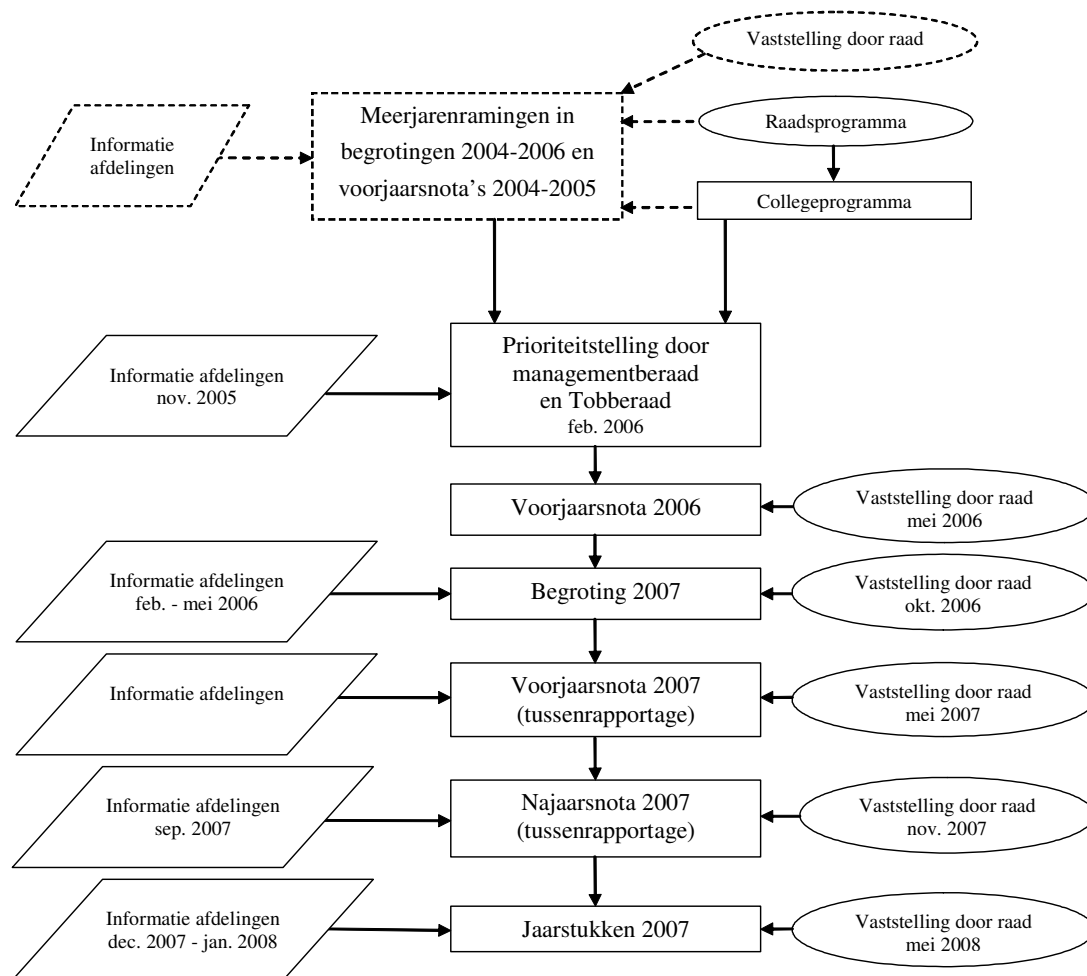 Vaststelling door raad
Meerjarenramingen in
begrotingen 2004-2006 en
voorjaarsnota's 2004-2005
Informatie
afdelingen
Raadsprogramma
Collegeprogramma
Prioriteitstelling door
managementberaad
en Tobberaad
feb. 2006
Informatie afdelingen
nov. 2005
Voorjaarsnota 2006
Vaststelling door raad
mei 2006
Informatie afdelingen
feb. - mei 2006
Begroting 2007
Vaststelling door raad
okt. 2006
Informatie afdelingen
Voorjaarsnota 2007
(tussenrapportage)
Vaststelling door raad
mei 2007
Informatie afdelingen
sep. 2007
Najaarsnota 2007
(tussenrapportage)
Vaststelling door raad
nov. 2007
Informatie afdelingen
dec. 2007 - jan. 2008
Jaarstukken 2007
Vaststelling door raad
mei 2008